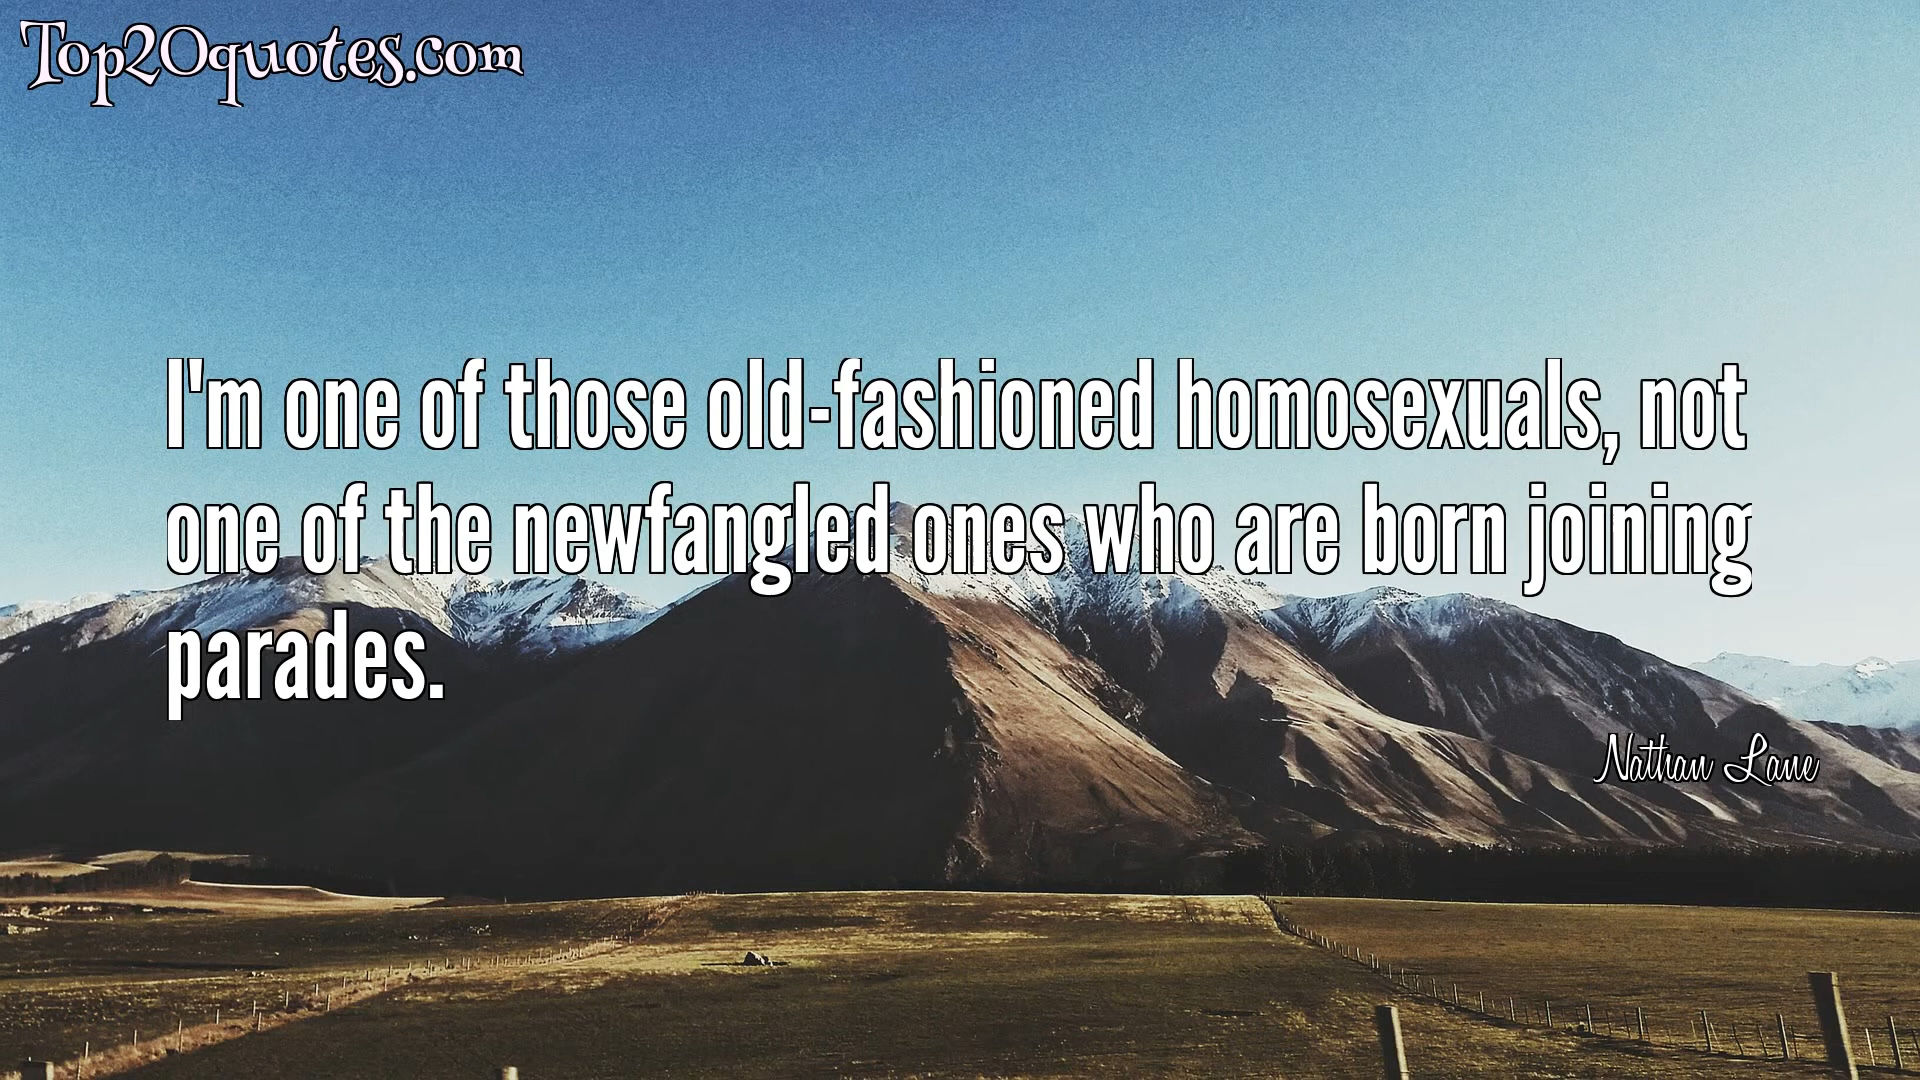 Top20quotes.com
I'm one of those old-fashioned homosexuals, not
one of the newfangled ones who are born joining
parades.
Nathan Lane